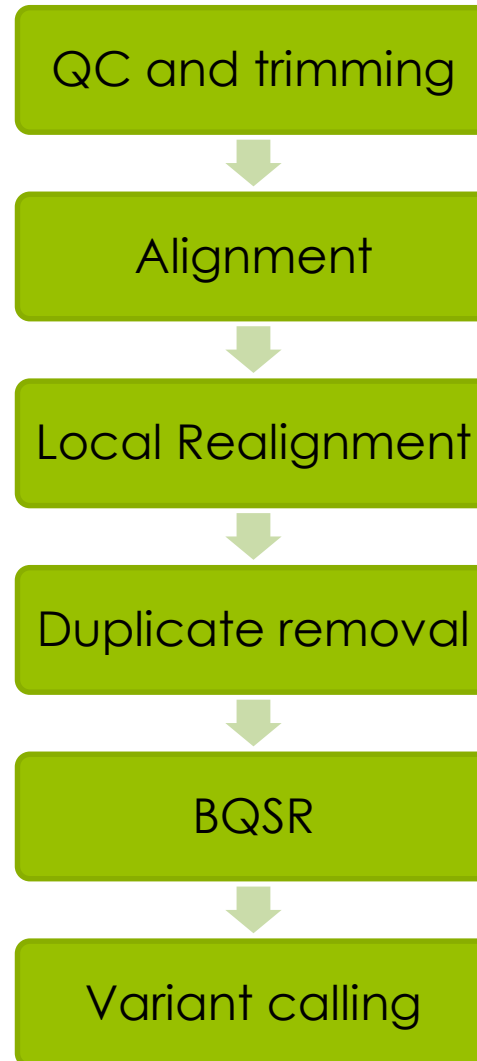 QC and trimming
Alignment
Local Realignment
Duplicate removal
BQSR
Variant calling